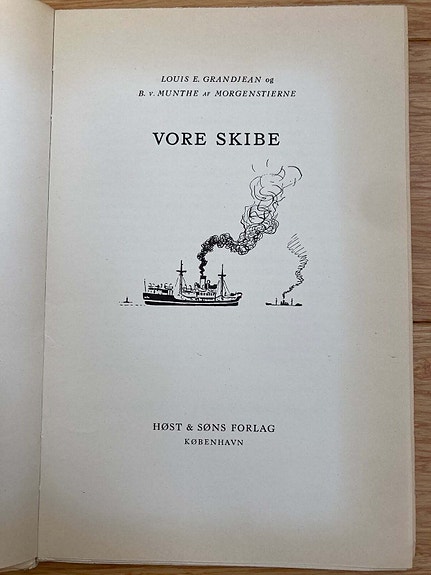 LOUIS E. GRANDJEAN og
B. v. MUNTHE AF MORGENSTIERNE
VORE SKIBE
HØST & SØNS FORLAG
KØBENHAVN